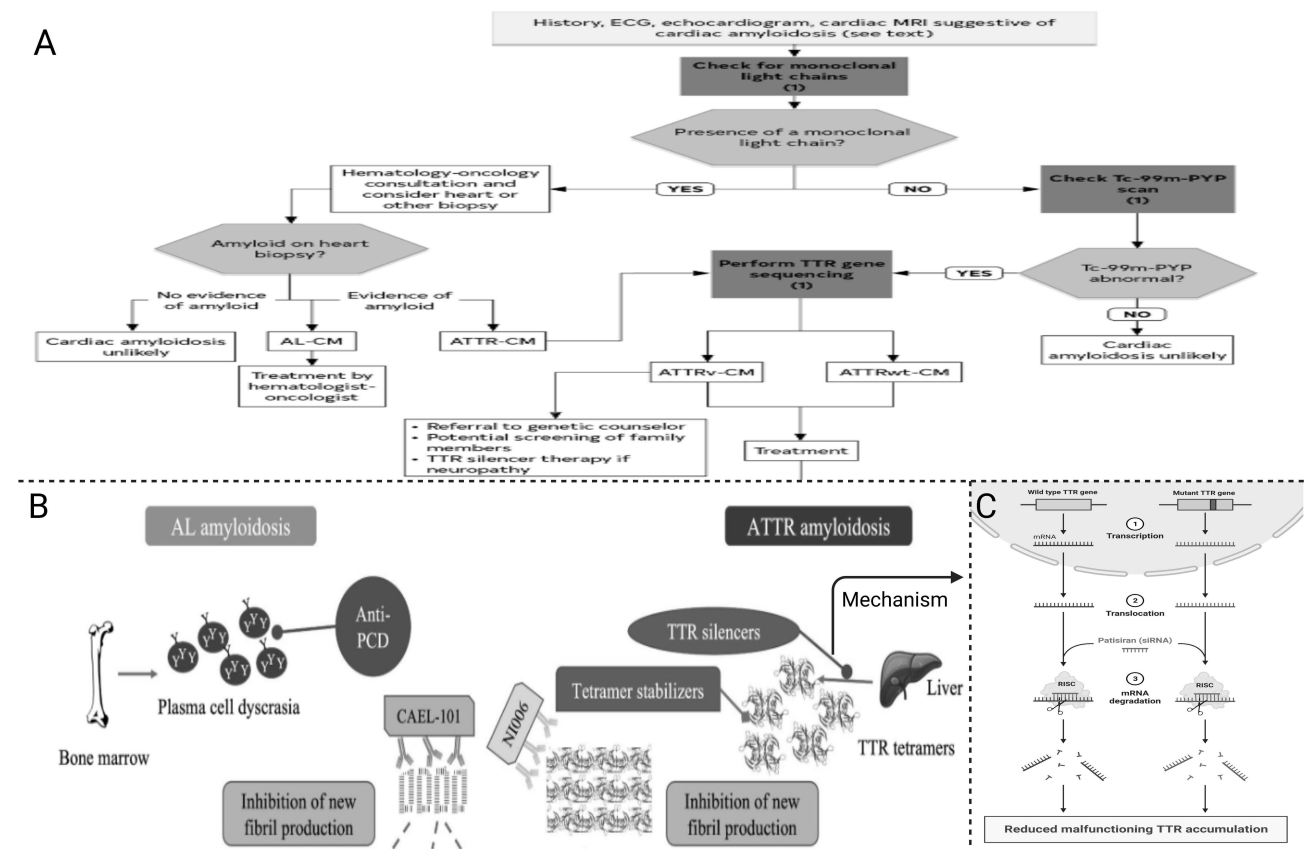 A
History, ECG, echocardiogram, cardiac MRI suggestive of
cardiac amyloidosis (see text)
Check for monoclonal
light chains
(1)
Presence of a monoclonal
light chain?
YES
NO
Hematology-oncology
consultation and
consider heart or
other biopsy
Check Tc-99m-PYP
scan
(1)
Amyloid on heart
biopsy?
Perform TTR gene
sequencing
(1)
YES
Tc-99m-PYP
abnormal?
No evidence
of amyloid
Evidence of
amyloid
NO
Cardiac amyloidosis
unlikely
AL-CM
ATTR-CM
Cardiac
amyloidosis unlikely
Treatment by
hematologist-
oncologist
ATTRv-CM
ATTRwt-CM
• Referral to genetic counselor
• Potential screening of family
members
• TTR silencer therapy if
neuropathy
Treatment
B
AL amyloidosis
ATTR amyloidosis
Anti-
PCD
Y
Y
Y
Y
Y
YYY
YYY
YYY
YYY
YYY
Plasma cell dyscrasia
Bone marrow
CAEL-101
NI006
Inhibition of new
fibril production
TTR silencers
Tetramer stabilizers
Mechanism
Liver
TTR tetramers
Inhibition of new
fibril production
C
Wild type TTR gene
Mutant TTR gene
1
Transcription
mRNA
2
Translocation
Patisiran (siRNA)
RISC
3
mRNA
degradation
RISC
Reduced malfunctioning TTR accumulation